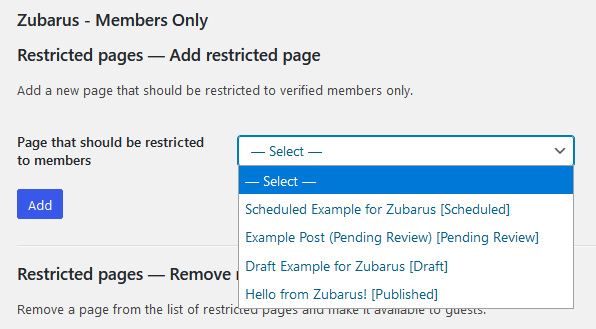 Zubarus - Members Only
Restricted pages — Add restricted page
Add a new page that should be restricted to verified members only.
Page that should be restricted
to members
— Select —
— Select —
Scheduled Example for Zubarus [Scheduled]
Example Post (Pending Review) [Pending Review]
Draft Example for Zubarus [Draft]
Hello from Zubarus! [Published]
Add
Restricted pages — Remove
Remove a page from the list of restricted pages and make it available to guests.